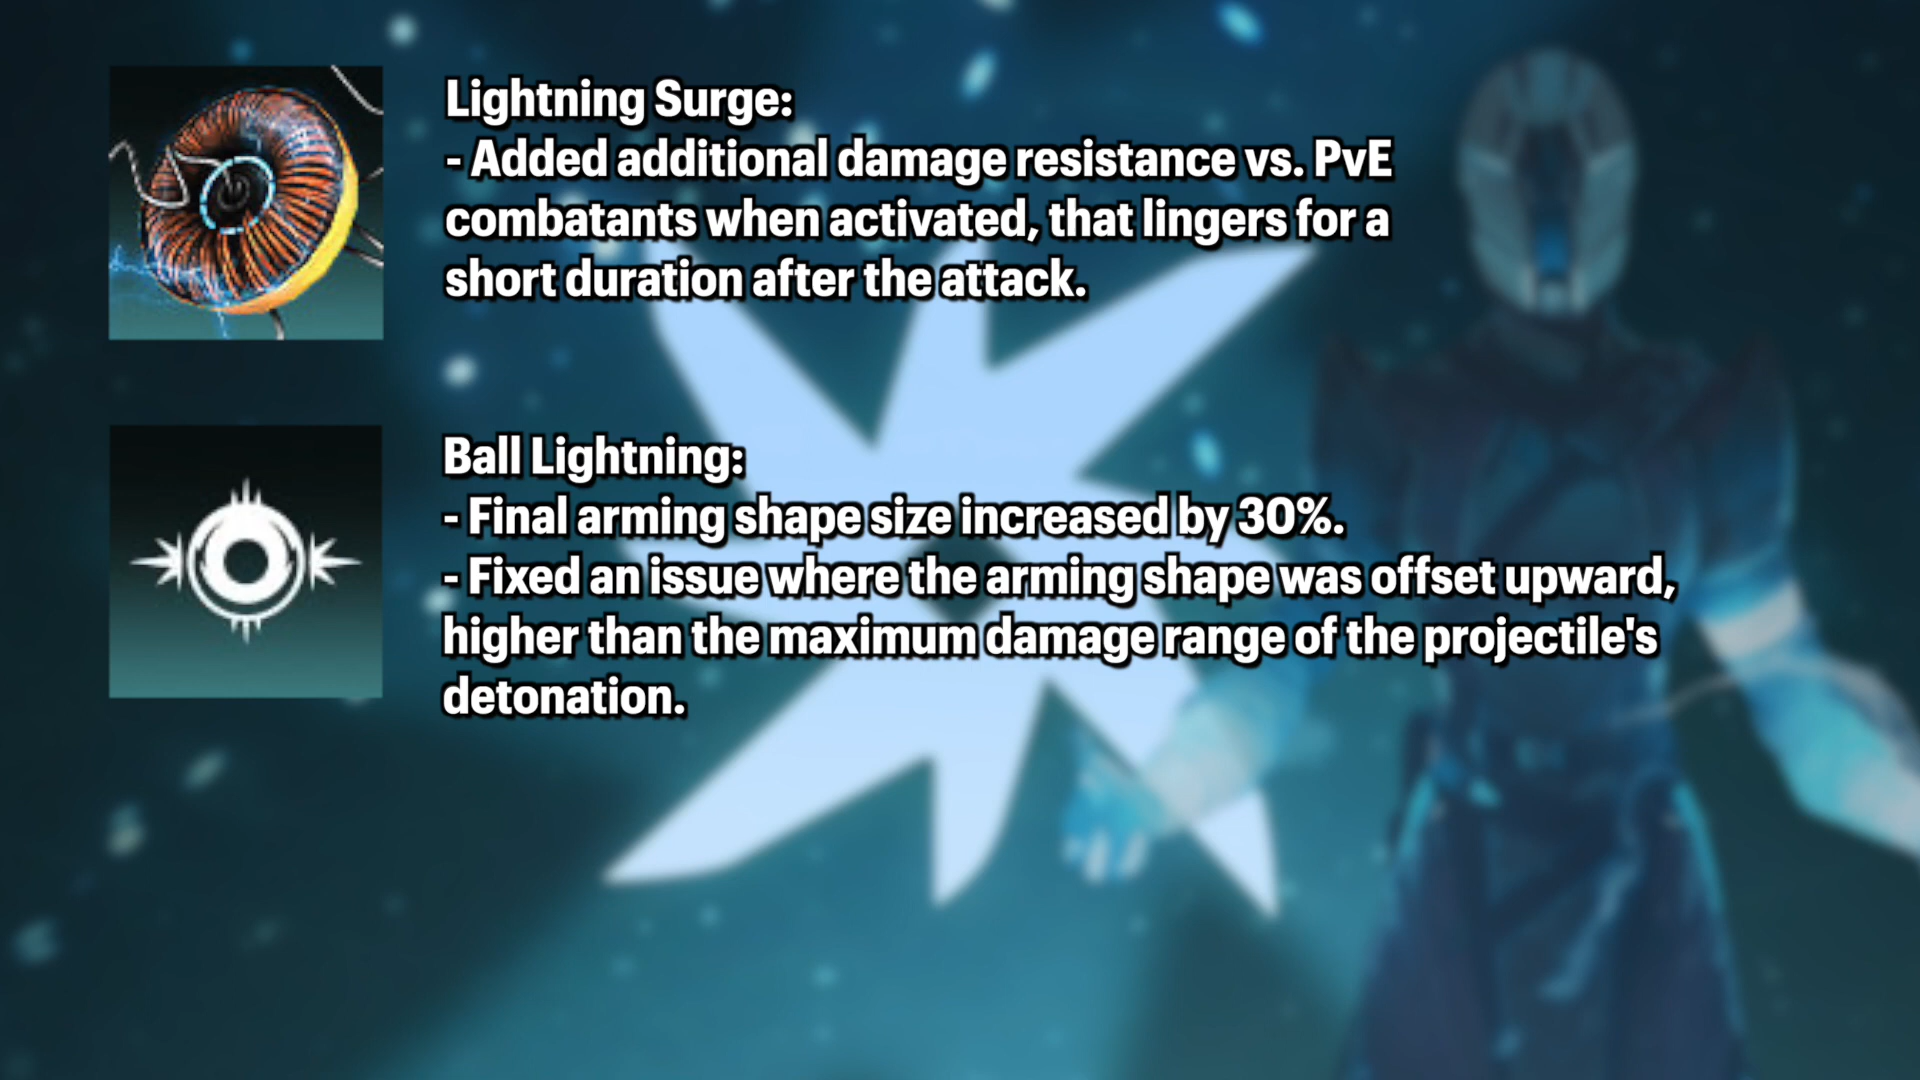 Lightning Surge:
- Added additional damage resistance vs. PvE
combatants when activated, that lingers for a
short duration after the attack.
Ball Lightning:
- Final arming shape size increased by 30%.
- Fixed an issue where the arming shape was offset upward,
higher than the maximum damage range of the projectile's
detonation.